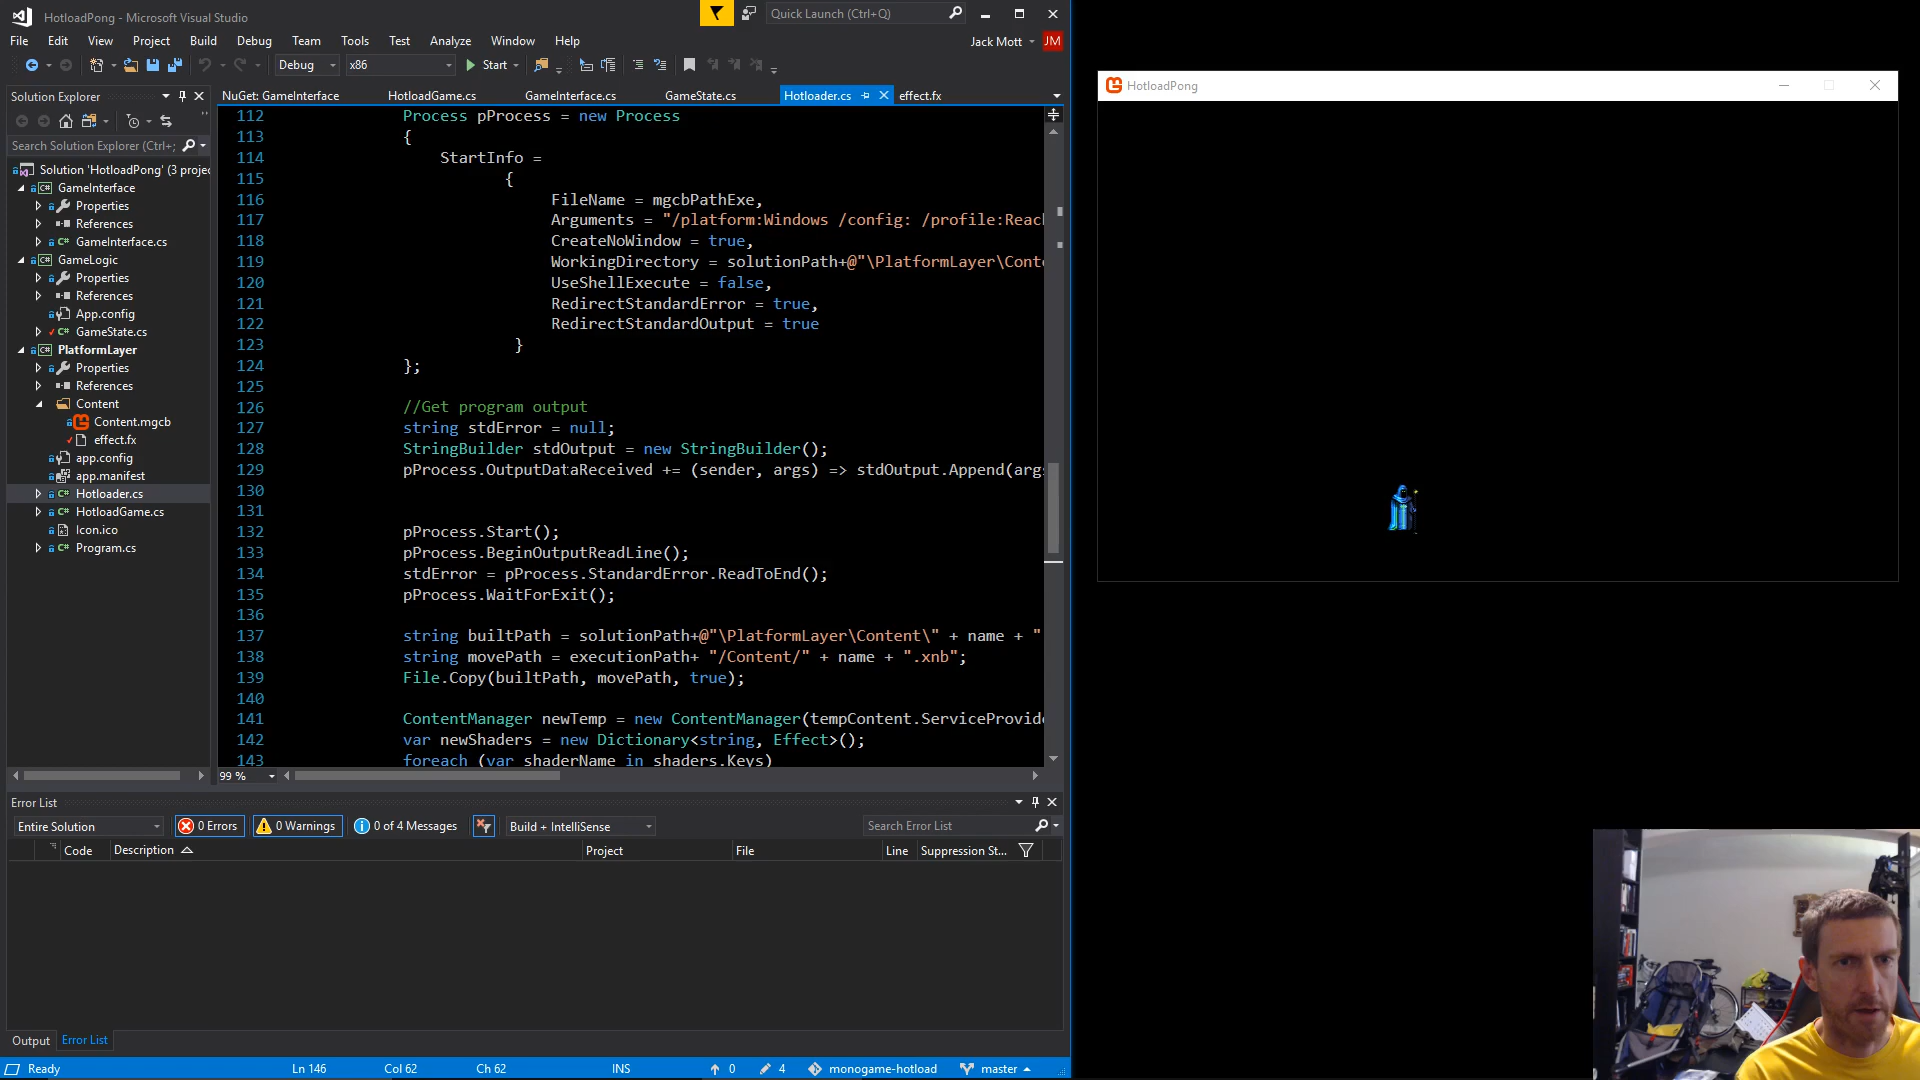 HotloadPong - Microsoft Visual Studio
Quick Launch (Ctrl+Q)
File Edit View Project Build Debug Team Tools Test Analyze Window Help
Jack Mott JM
Debug x86 Start
Solution Explorer
Search Solution Explorer (Ctrl+;
Solution 'HotloadPong' (3 projec
GameInterface
Properties
References
GameInterface.cs
GameLogic
Properties
References
App.config
GameState.cs
PlatformLayer
Properties
References
Content
Content.mgcb
effect.fx
app.config
app.manifest
Hotloader.cs
HotloadGame.cs
Icon.ico
Program.cs
NuGet: GameInterface HotloadGame.cs GameInterface.cs GameState.cs Hotloader.cs effect.fx
112 Process pProcess = new Process
113 {
114 StartInfo =
115 {
116 FileName = mgcbPathExe,
117 Arguments = "/platform:Windows /config: /profile:Reach
118 CreateNoWindow = true,
119 WorkingDirectory = solutionPath+@"\PlatformLayer\Conte
120 UseShellExecute = false,
121 RedirectStandardError = true,
122 RedirectStandardOutput = true
123 }
124 };
125
126 //Get program output
127 string stdError = null;
128 StringBuilder stdOutput = new StringBuilder();
129 pProcess.OutputDataReceived += (sender, args) => stdOutput.Append(args
130
131
132 pProcess.Start();
133 pProcess.BeginOutputReadLine();
134 stdError = pProcess.StandardError.ReadToEnd();
135 pProcess.WaitForExit();
136
137 string builtPath = solutionPath+@"\PlatformLayer\Content\" + name + "
138 string movePath = executionPath+ "/Content/" + name + ".xnb";
139 File.Copy(builtPath, movePath, true);
140
141 ContentManager newTemp = new ContentManager(tempContent.ServiceProvide
142 var newShaders = new Dictionary<string, Effect>();
143 foreach (var shaderName in shaders.Keys)
99 %
Error List
Entire Solution 0 Errors 0 Warnings 0 of 4 Messages Build + IntelliSense Search Error List
Code Description Project File Line Suppression St...
Output Error List
Ready Ln 146 Col 62 Ch 62 INS 0 4 monogame-hotload master
HotloadPong